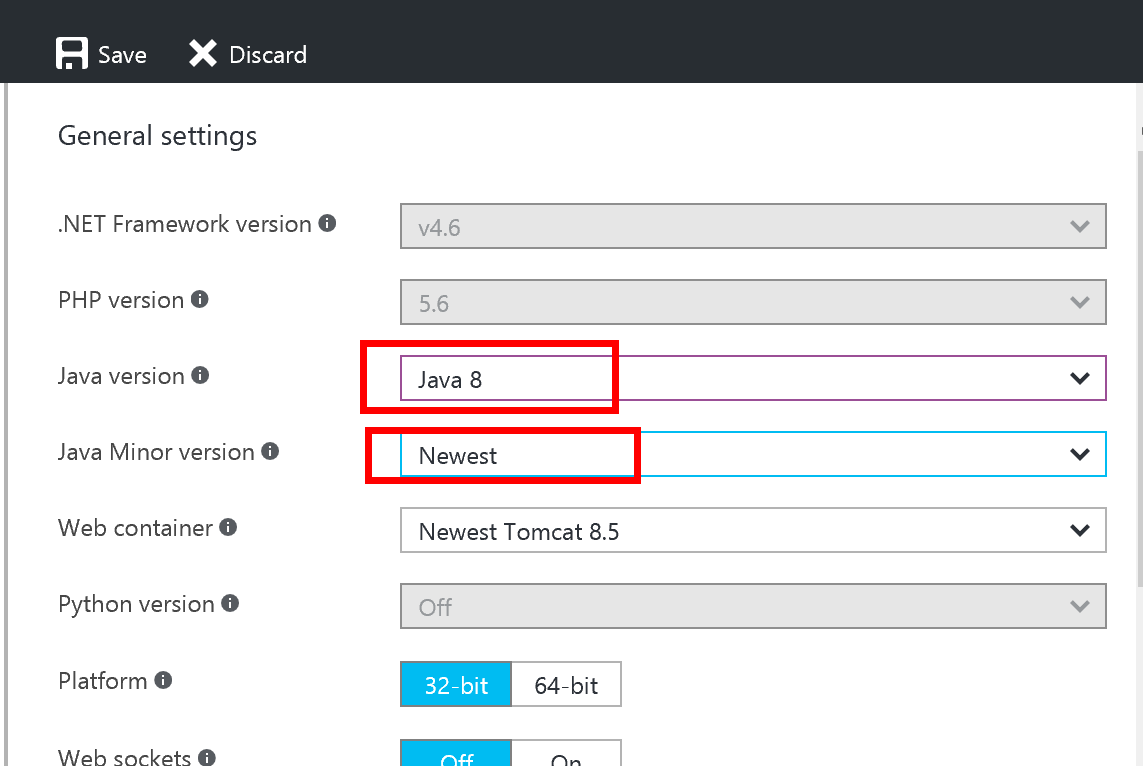 Save Discard
General settings
.NET Framework version v4.6
PHP version 5.6
Java version Java 8
Java Minor version Newest
Web container Newest Tomcat 8.5
Python version Off
Platform 32-bit 64-bit
Web sockets Off On